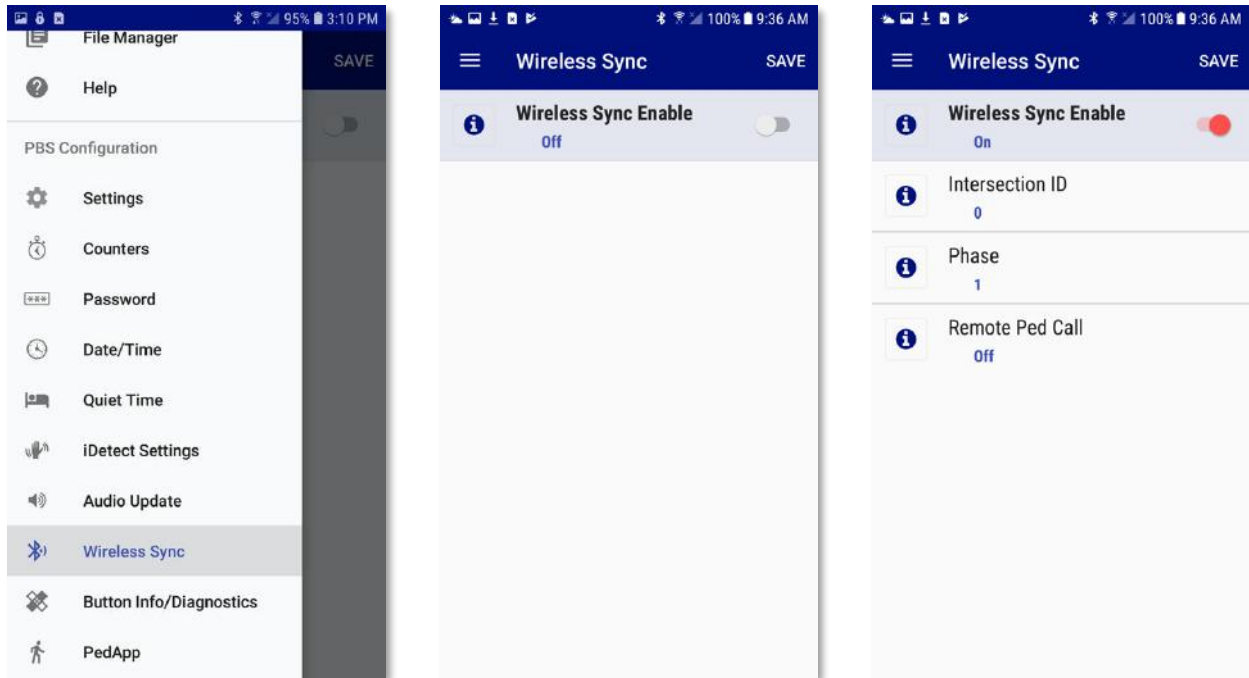 95% 3:10 PM
File Manager
SAVE
Help
PBS Configuration
Settings
Counters
Password
Date/Time
Quiet Time
iDetect Settings
Audio Update
Wireless Sync
Button Info/Diagnostics
PedApp
100% 9:36 AM
Wireless Sync SAVE
Wireless Sync Enable
Off
100% 9:36 AM
Wireless Sync SAVE
Wireless Sync Enable
On
Intersection ID
0
Phase
1
Remote Ped Call
Off